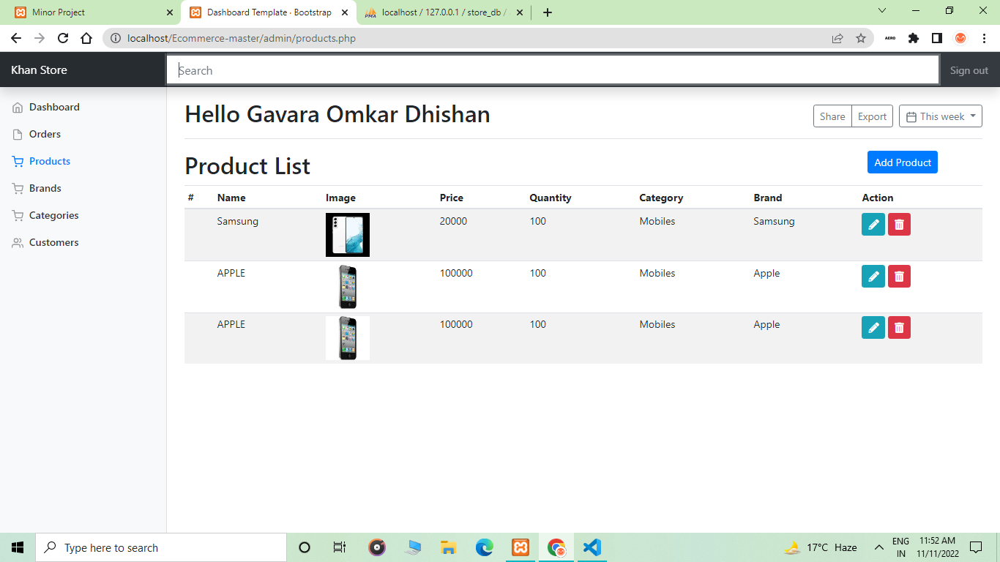 Minor Project
Dashboard Template · Bootstrap
localhost / 127.0.0.1 / store_db /
localhost/Ecommerce-master/admin/products.php
AERO
Khan Store
Search
Sign out
Dashboard
Orders
Products
Brands
Categories
Customers
Hello Gavara Omkar Dhishan
Share Export This week
Product List
Add Product
# Name Image Price Quantity Category Brand Action
Samsung 20000 100 Mobiles Samsung
APPLE 100000 100 Mobiles Apple
APPLE 100000 100 Mobiles Apple
Type here to search
17°C Haze
ENG
IN
11:52 AM
11/11/2022